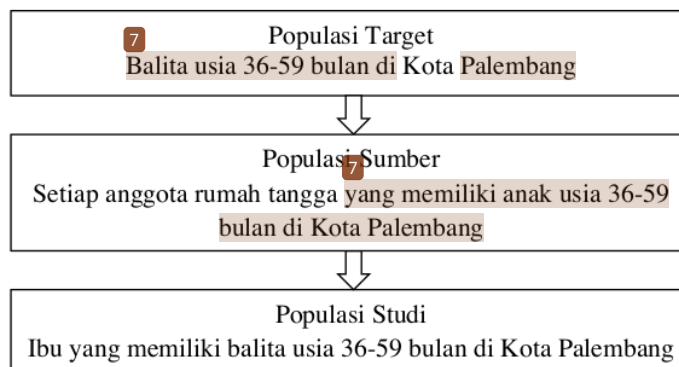 Populasi Target
7
Balita usia 36-59 bulan di Kota Palembang
Populasi Sumber
7
Setiap anggota rumah tangga yang memiliki anak usia 36-59
bulan di Kota Palembang
Populasi Studi
Ibu yang memiliki balita usia 36-59 bulan di Kota Palembang